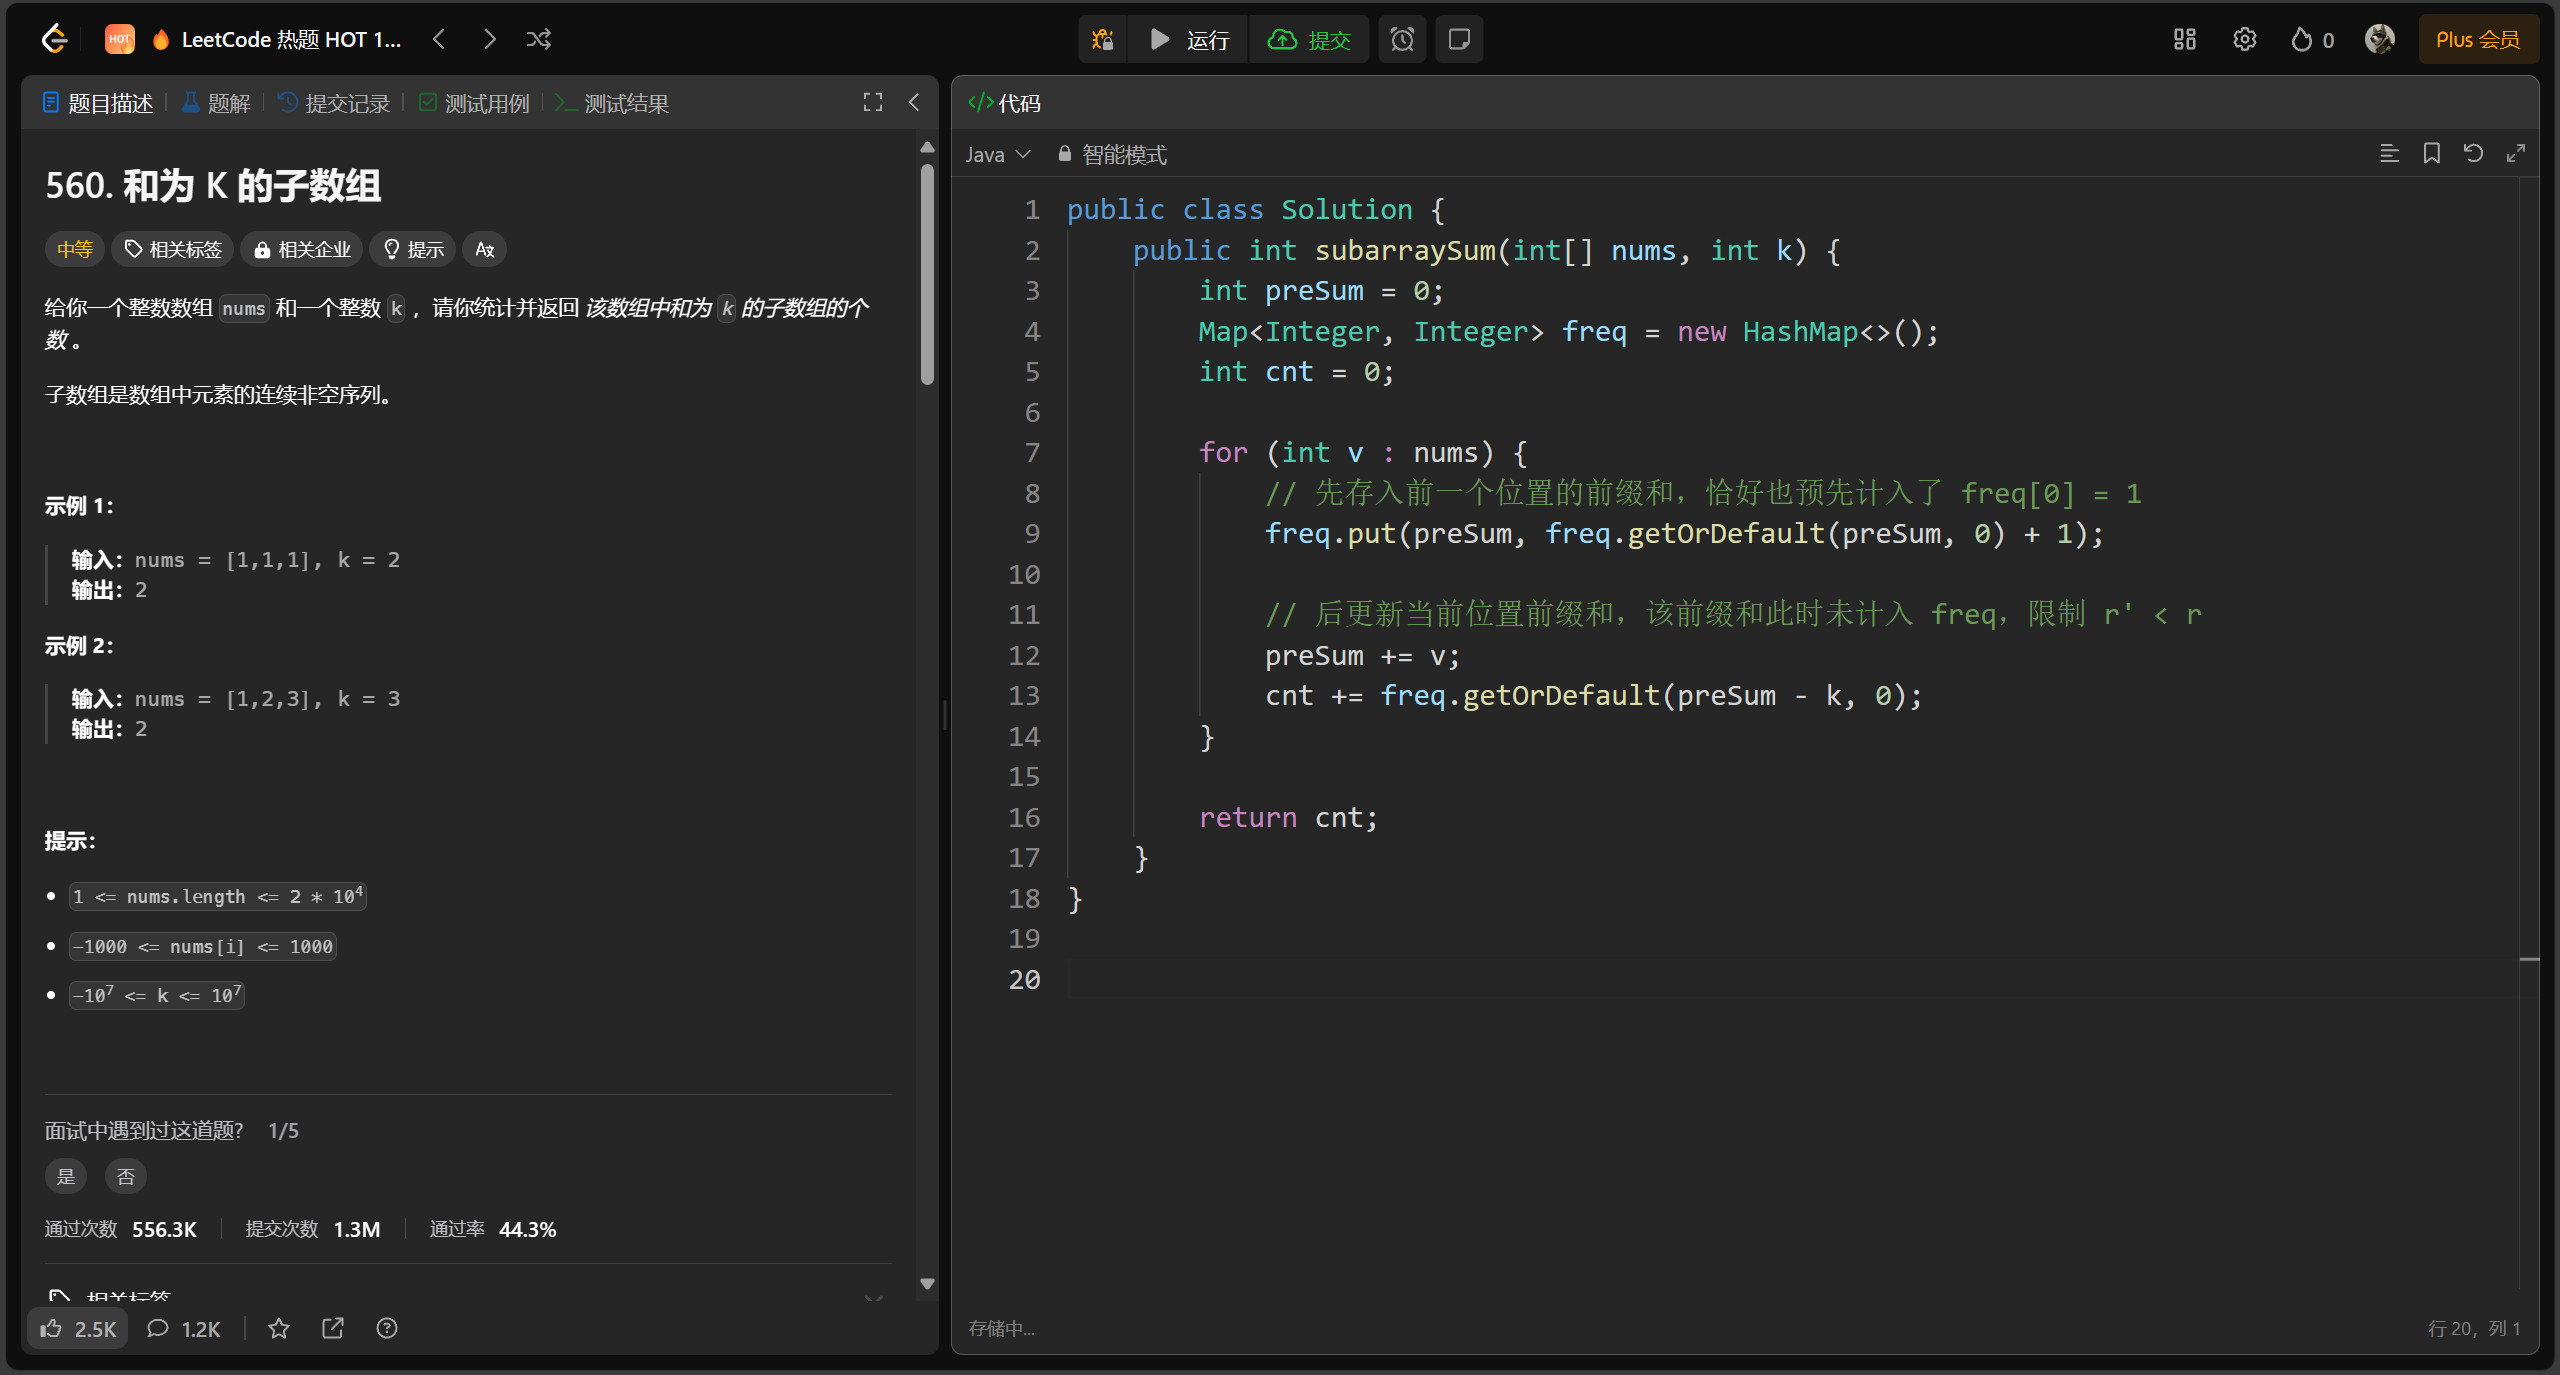 LeetCode 热题 HOT 1...
运行
提交
0
Plus 会员
题目描述
题解
提交记录
测试用例
测试结果
560. 和为 K 的子数组
中等
相关标签
相关企业
提示
给你一个整数数组 nums 和一个整数 k ，请你统计并返回 该数组中和为 k 的子数组的个
数 。
子数组是数组中元素的连续非空序列。
示例 1：
输入：nums = [1,1,1], k = 2
输出：2
示例 2：
输入：nums = [1,2,3], k = 3
输出：2
提示：
1 <= nums.length <= 2 * 10⁴
-1000 <= nums[i] <= 1000
-10⁷ <= k <= 10⁷
面试中遇到过这道题? 1/5
是
否
通过次数 556.3K
提交次数 1.3M
通过率 44.3%
相关标签
2.5K
1.2K
代码
Java
智能模式
1 public class Solution {
2     public int subarraySum(int[] nums, int k) {
3         int preSum = 0;
4         Map<Integer, Integer> freq = new HashMap<>();
5         int cnt = 0;
6
7         for (int v : nums) {
8             // 先存入前一个位置的前缀和，恰好也预先计入了 freq[0] = 1
9             freq.put(preSum, freq.getOrDefault(preSum, 0) + 1);
10
11             // 后更新当前位置前缀和，该前缀和此时未计入 freq，限制 r' < r
12             preSum += v;
13             cnt += freq.getOrDefault(preSum - k, 0);
14         }
15
16         return cnt;
17     }
18 }
19
20
存储中...
行 20，列 1